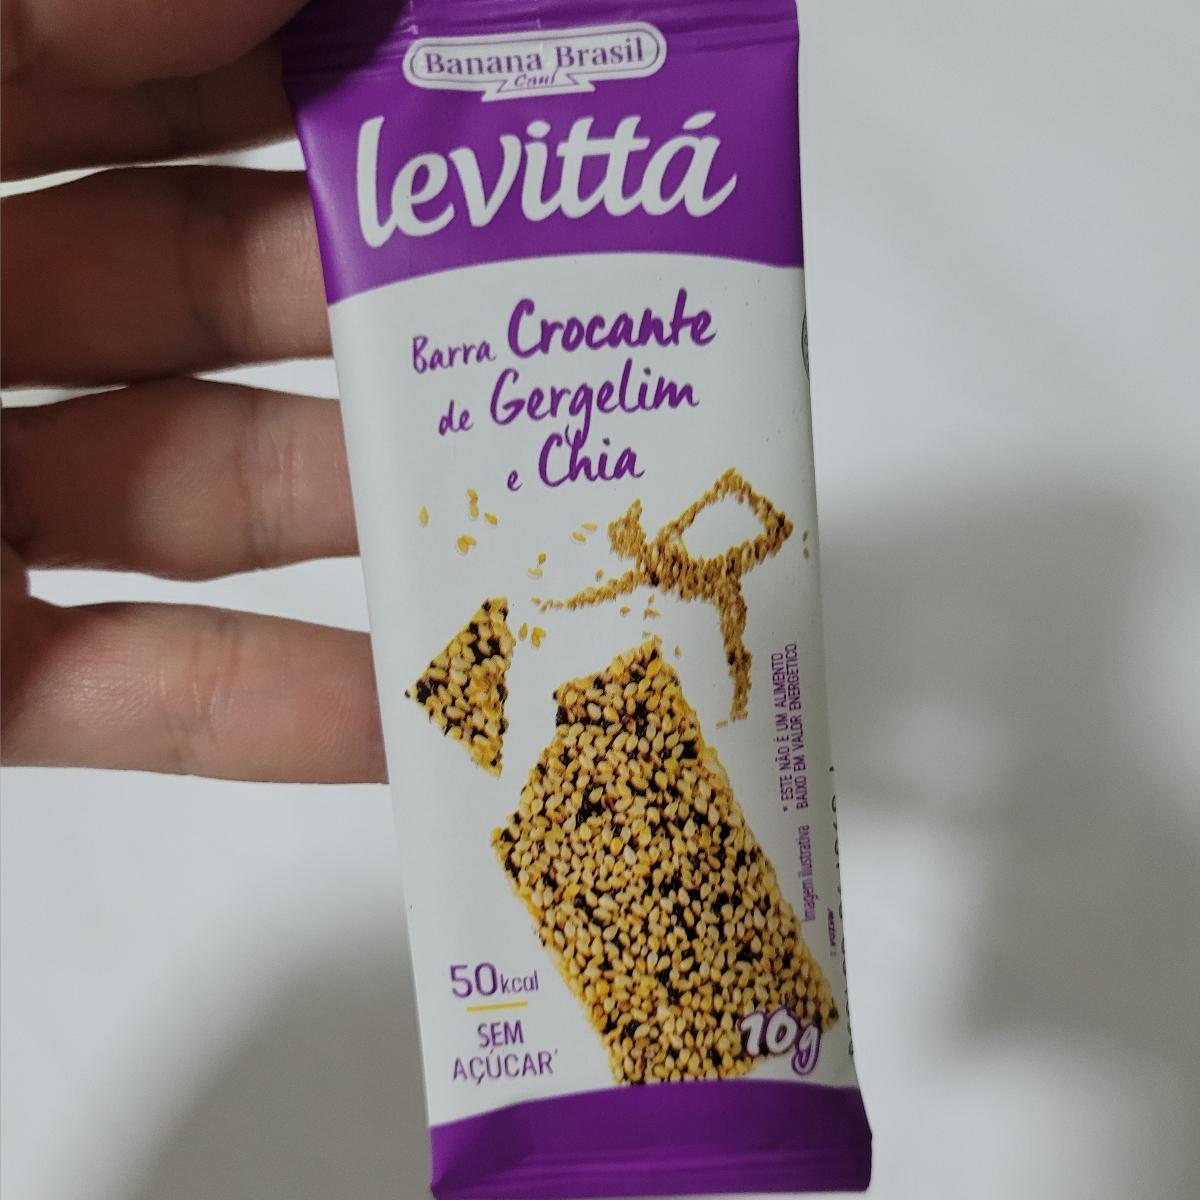 Banana Brasil
levittá
Barra Crocante
de Gergelim
e Chia
* ESTE NÃO É UM ALIMENTO
BAIXO EM VALOR ENERGÉTICO.
Imagem ilustrativa
50kcal
SEM
AÇÚCAR*
10g